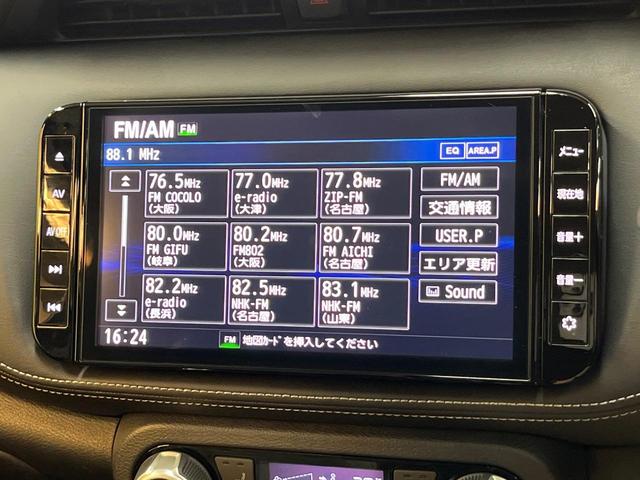 FM/AM FM
88.1 MHz
EQ AREA.P
76.5MHz
FM COCOLO
(大阪)
77.0MHz
e-radio
(大津)
77.8MHz
ZIP-FM
(名古屋)
FM/AM
交通情報
80.0MHz
FM GIFU
(岐阜)
80.2MHz
FM802
(大阪)
80.7MHz
FM AICHI
(名古屋)
USER.P
エリア更新
82.2MHz
e-radio
(長浜)
82.5MHz
NHK-FM
(名古屋)
83.1MHz
NHK-FM
(山東)
Sound
16:24
FM 地図ｶｰﾄﾞを挿入してください
AV
AV OFF
メニュー
現在地
音量＋
音量－